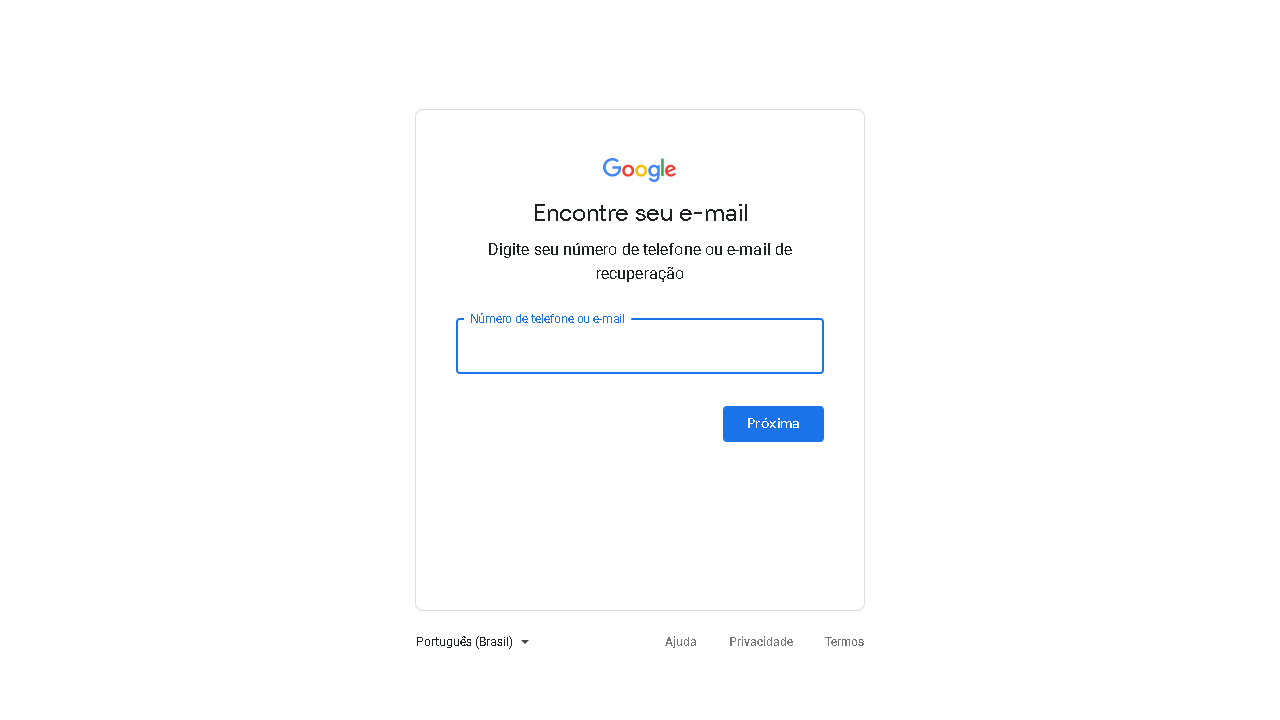 Google
Encontre seu e-mail
Digite seu número de telefone ou e-mail de
recuperação
Número de telefone ou e-mail
Próxima
Português (Brasil)
Ajuda
Privacidade
Termos